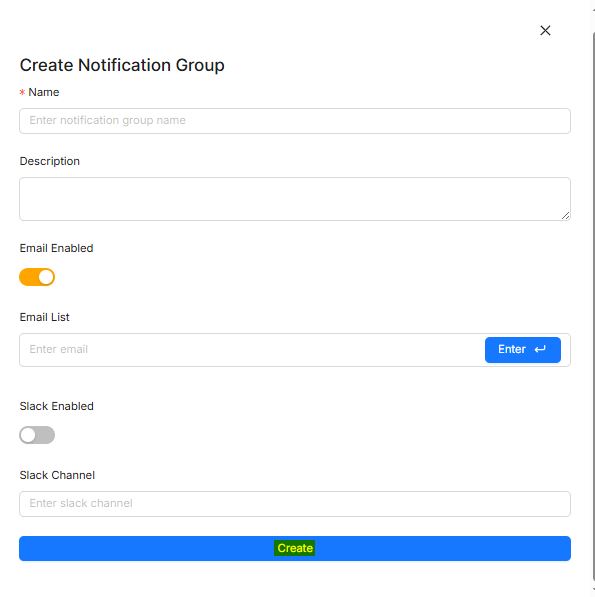 Create Notification Group
* Name
Enter notification group name
Description
Email Enabled
Email List
Enter email
Enter
Slack Enabled
Slack Channel
Enter slack channel
Create